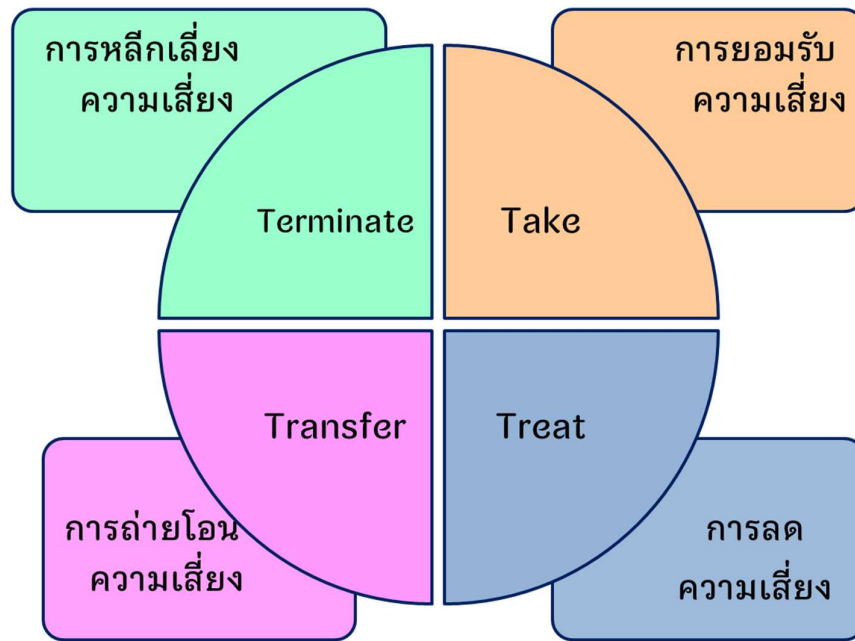 การหลีกเลี่ยง
ความเสี่ยง
การยอมรับ
ความเสี่ยง
Terminate
Take
Transfer
Treat
การถ่ายโอน
ความเสี่ยง
การลด
ความเสี่ยง